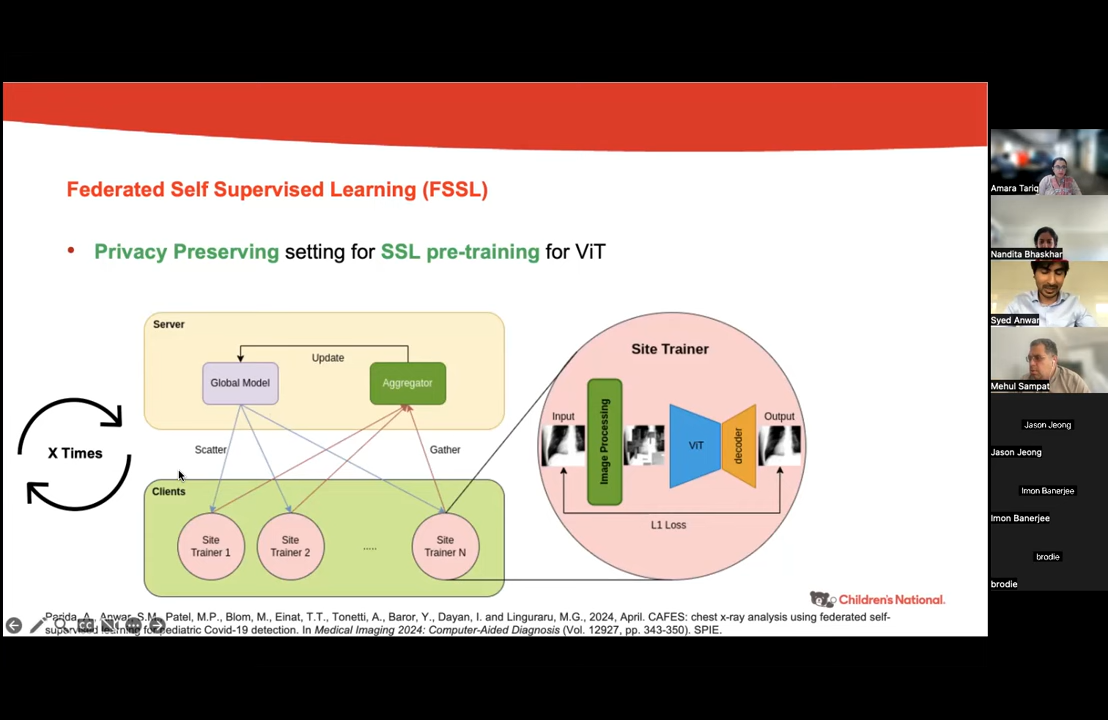 Federated Self Supervised Learning (FSSL)
• Privacy Preserving setting for SSL pre-training for ViT
Server
Update
Global Model
Aggregator
X Times
Scatter
Gather
Clients
Site
Trainer 1
Site
Trainer 2
.....
Site
Trainer N
Site Trainer
Input
Image Processing
ViT
decoder
Output
L1 Loss
Children's National.
Parida, A., Anwar, S.M., Patel, M.P., Blom, M., Einat, T.T., Tonetti, A., Baror, Y., Dayan, I. and Linguraru, M.G., 2024, April. CAFES: chest x-ray analysis using federated self-
supervised learning for pediatric Covid-19 detection. In Medical Imaging 2024: Computer-Aided Diagnosis (Vol. 12927, pp. 343-350). SPIE.
CC
Amara Tariq
Nandita Bhaskhar
Syed Anwar
Mehul Sampat
Jason Jeong
Jason Jeong
Imon Banerjee
Imon Banerjee
brodie
brodie